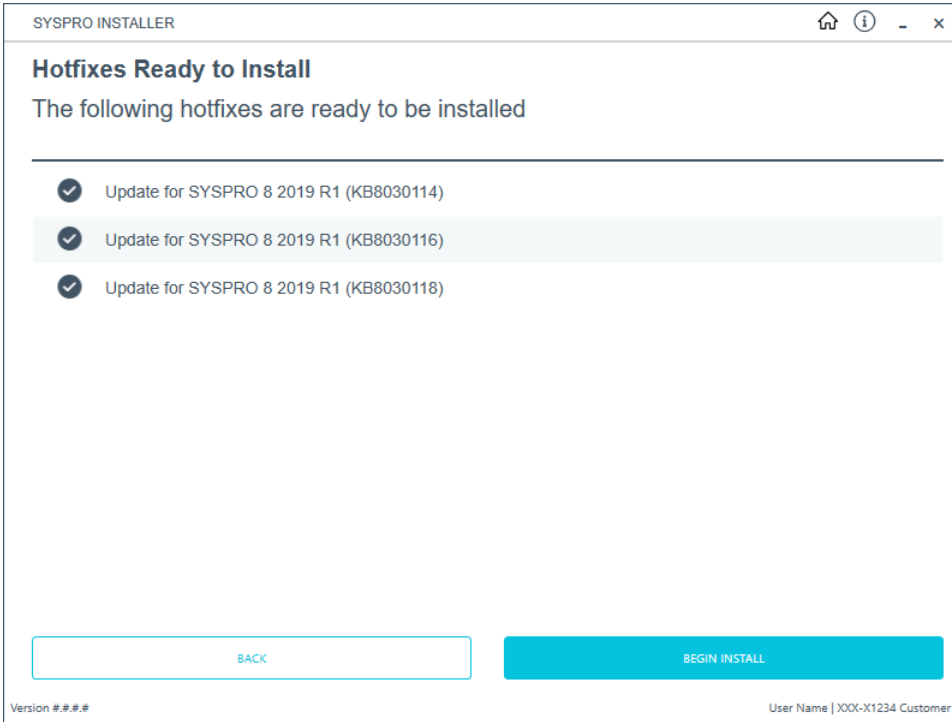 SYSPRO INSTALLER
Hotfixes Ready to Install
The following hotfixes are ready to be installed
Update for SYSPRO 8 2019 R1 (KB8030114)
Update for SYSPRO 8 2019 R1 (KB8030116)
Update for SYSPRO 8 2019 R1 (KB8030118)
BACK
BEGIN INSTALL
Version #.#.#.#
User Name | XXX-X1234 Customer